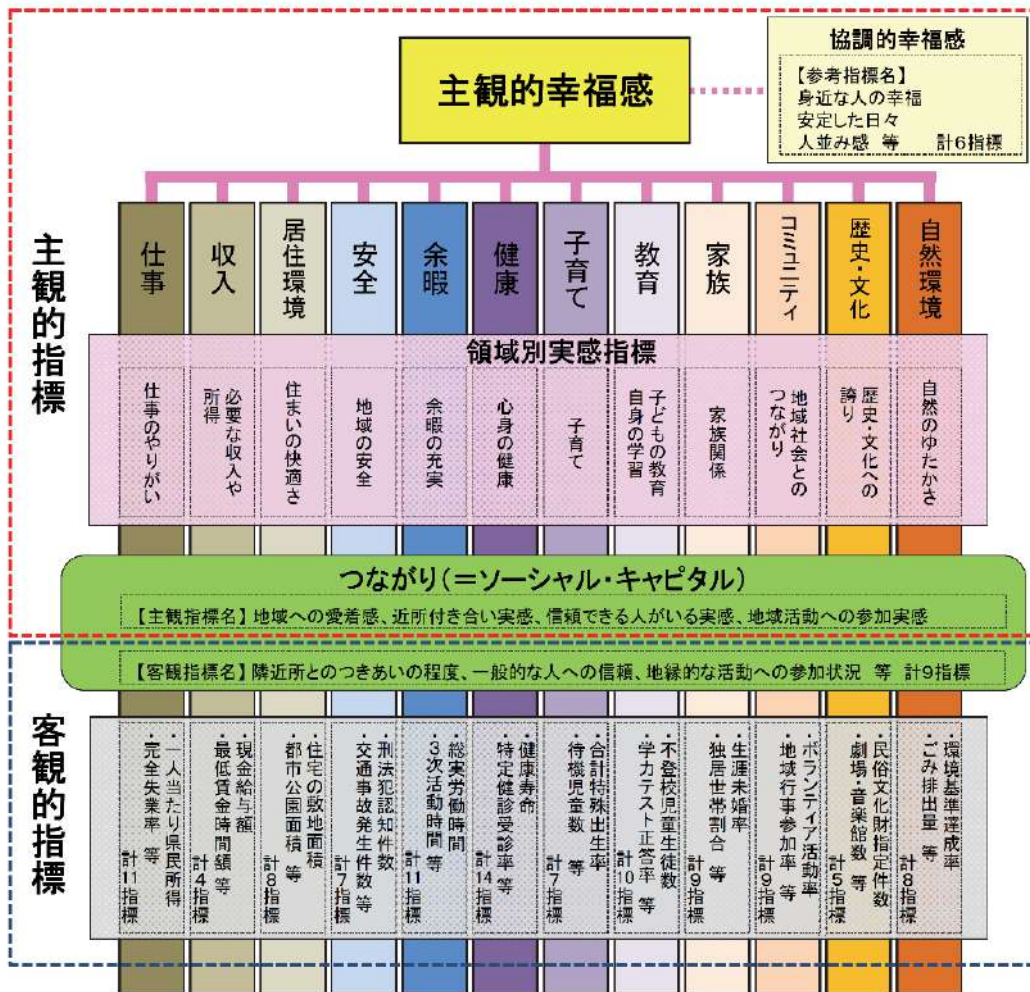 協調的幸福感
【参考指標名】
身近な人の幸福
安定した日々
人並み感 等 計6指標
主観的幸福感
主観的指標
仕事
収入
居住環境
安全
余暇
健康
子育て
教育
家族
コミュニティ
歴史・文化
自然環境
領域別実感指標
仕事のやりがい
必要な収入や
所得
住まいの快適さ
地域の安全
余暇の充実
心身の健康
子育て
子どもの教育
自身の学習
家族関係
地域社会との
つながり
歴史・文化への
誇り
自然のゆたかさ
つながり(=ソーシャル・キャピタル)
【主観指標名】地域への愛着感、近所付き合い実感、信頼できる人がいる実感、地域活動への参加実感
【客観指標名】隣近所とのつきあいの程度、一般的な人への信頼、地縁的な活動への参加状況 等 計9指標
客観的指標
・一人当たり県民所得
・完全失業率 等
計11指標
・現金給与額
・最低賃金時間額 等
計4指標
・住宅の敷地面積
・都市公園面積 等
計8指標
・刑法犯認知件数
・交通事故発生件数 等
計7指標
・総実労働時間
・3次活動時間 等
計11指標
・健康寿命
・特定健診受診率 等
計14指標
・合計特殊出生率
・待機児童数 等
計7指標
・不登校児童生徒数
・学力テスト正答率 等
計10指標
・生涯未婚率
・独居世帯割合 等
計9指標
・ボランティア活動率
・地域行事参加率 等
計9指標
・民俗文化財指定件数
・劇場・音楽館数 等
計5指標
・環境基準達成率
・ごみ排出量 等
計8指標